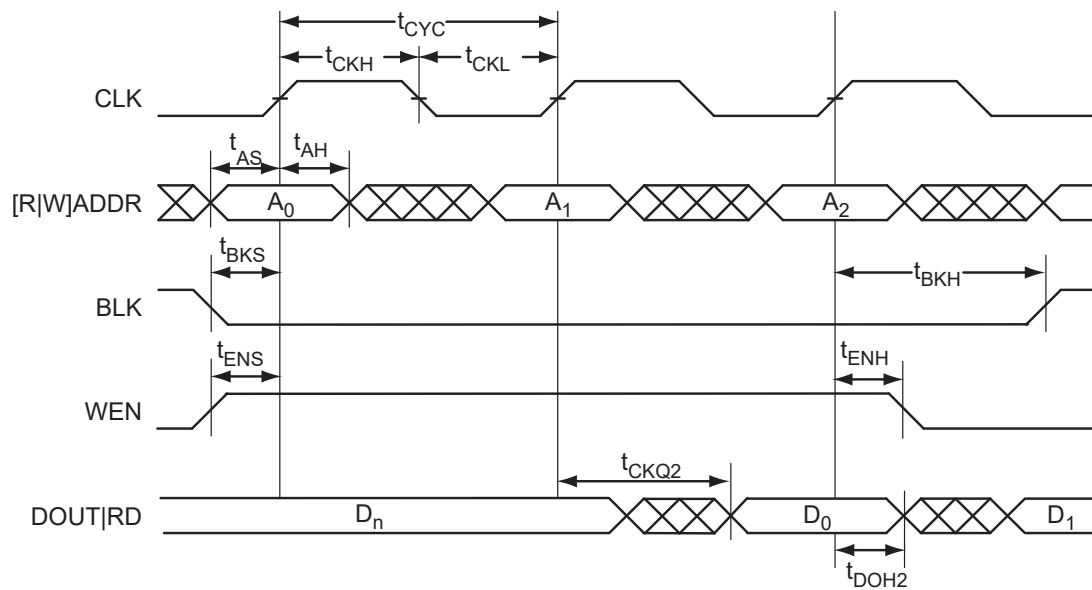 tCYC
tCKH tCKL
CLK
tAS tAH
[R|W]ADDR A0 A1 A2
tBKS tBKH
BLK
tENS tENH
WEN
tCKQ2
DOUT|RD Dn D0 D1
tDOH2